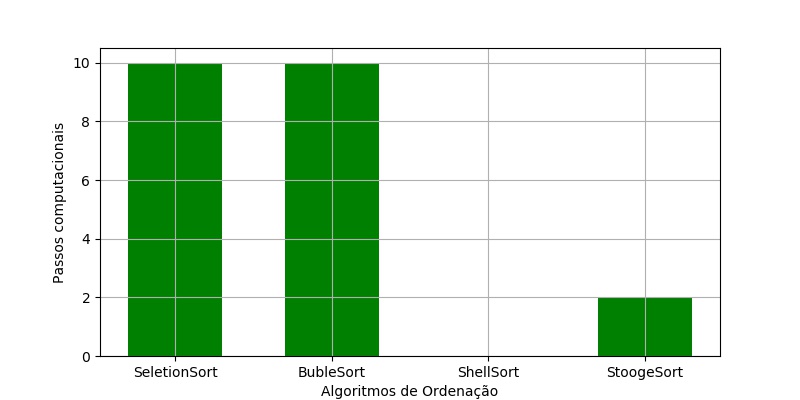 10
8
6
4
2
0
Passos computacionais
SeletionSort BubleSort ShellSort StoogeSort
Algoritmos de Ordenação